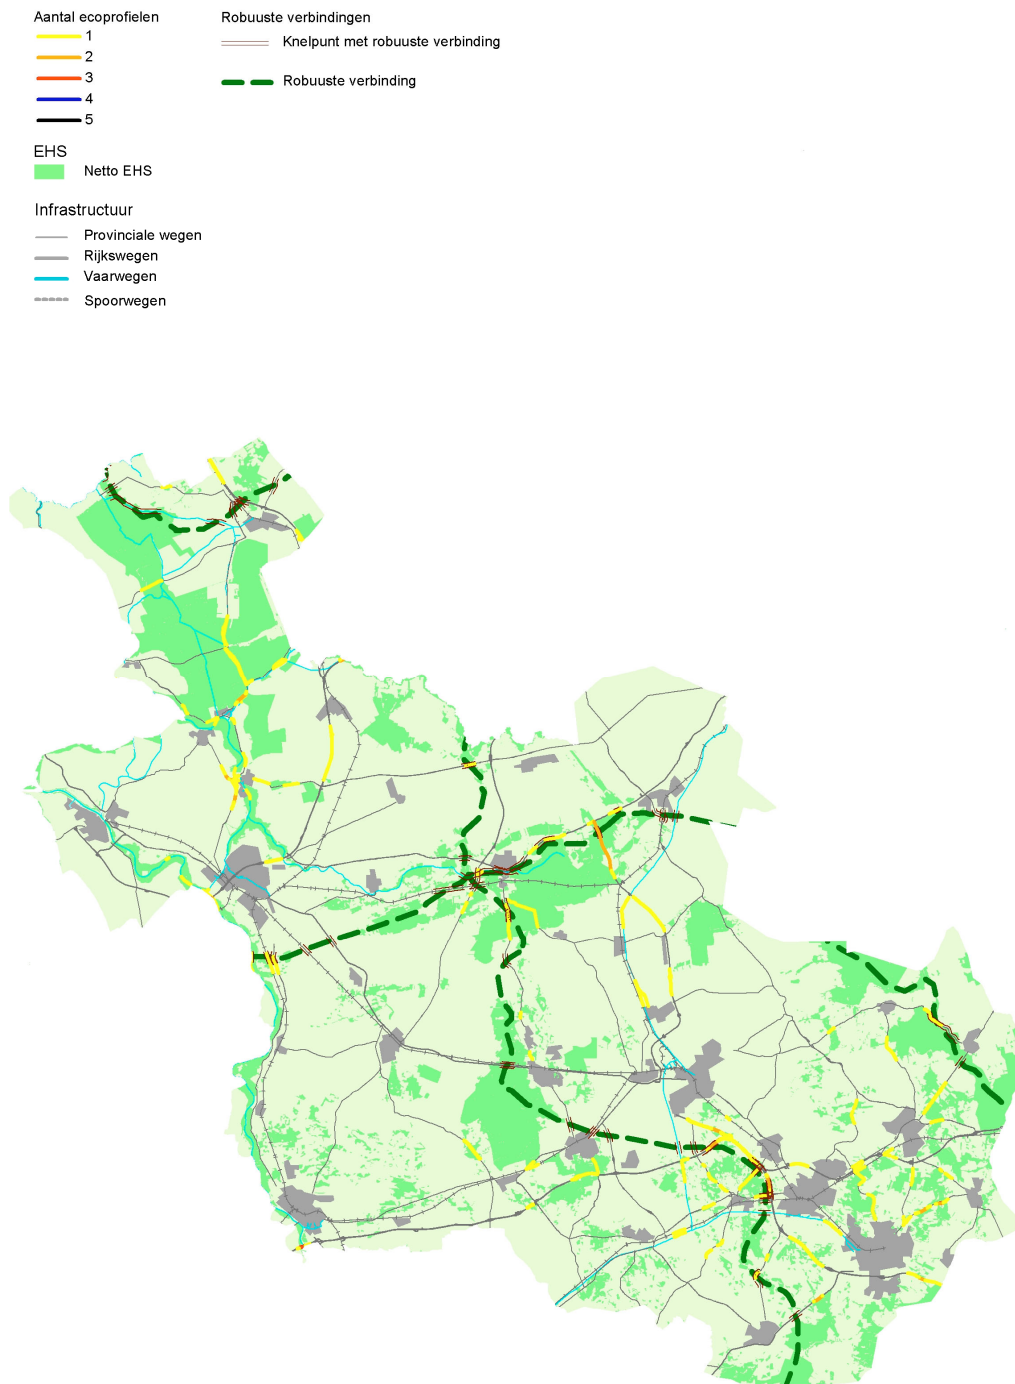 Aantal ecoprofielen
1
2
3
4
5
EHS
Netto EHS
Infrastructuur
Provinciale wegen
Rijkswegen
Vaarwegen
Spoorwegen
Robuuste verbindingen
Knelpunt met robuuste verbinding
Robuuste verbinding